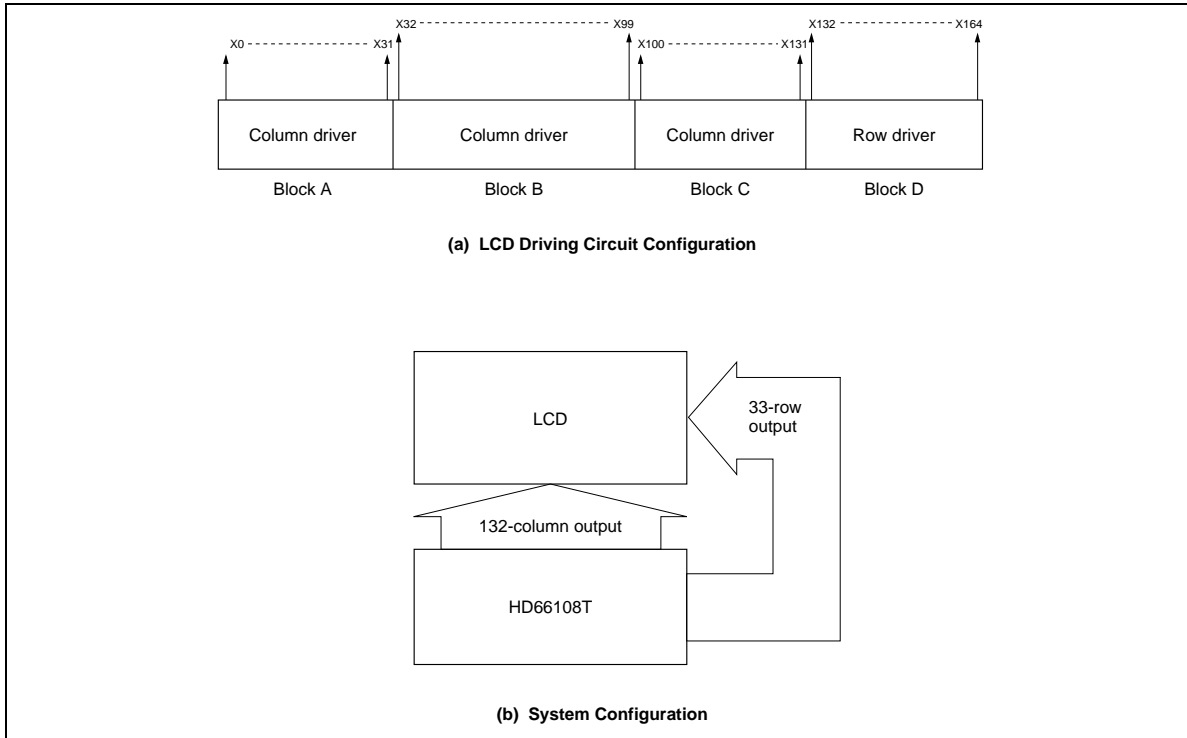 X32 X99 X132 X164
X0 X31 X100 X131
Column driver Column driver Column driver Row driver
Block A Block B Block C Block D
(a) LCD Driving Circuit Configuration
LCD
33-row
output
132-column output
HD66108T
(b) System Configuration